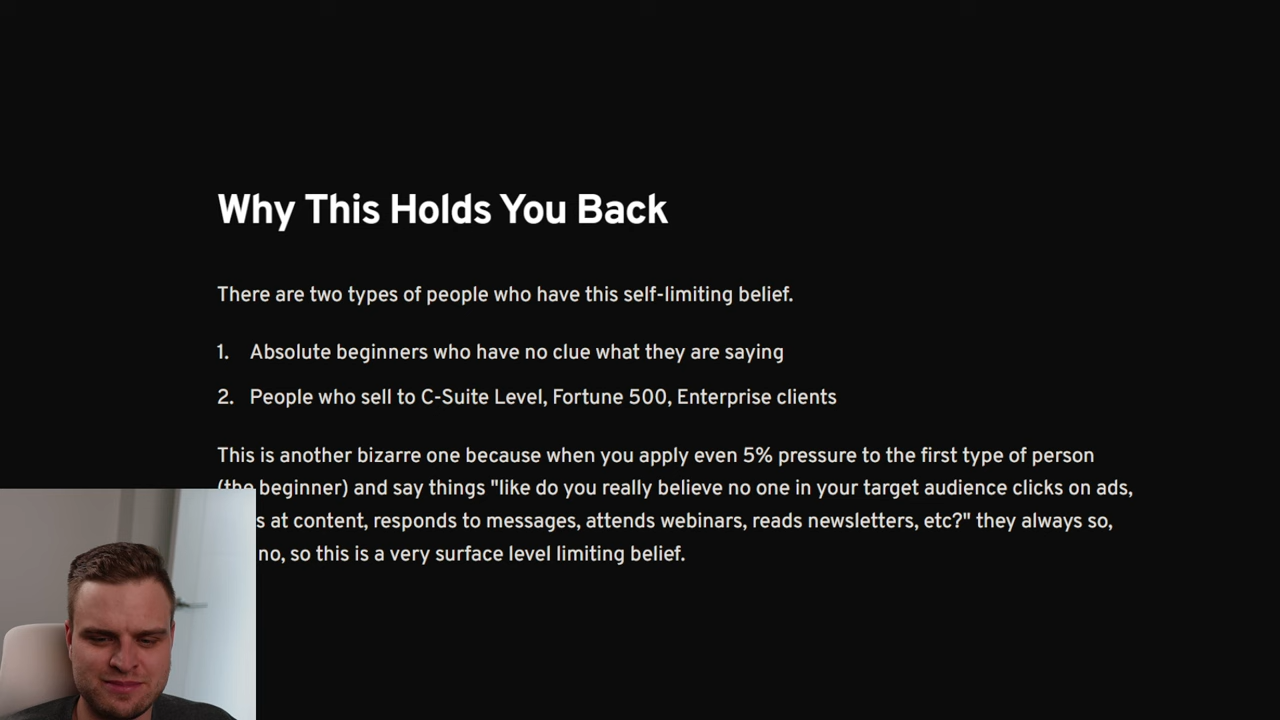 Why This Holds You Back
There are two types of people who have this self-limiting belief.
1. Absolute beginners who have no clue what they are saying
2. People who sell to C-Suite Level, Fortune 500, Enterprise clients
This is another bizarre one because when you apply even 5% pressure to the first type of person
(the beginner) and say things "like do you really believe no one in your target audience clicks on ads,
at content, responds to messages, attends webinars, reads newsletters, etc?" they always so,
no, so this is a very surface level limiting belief.